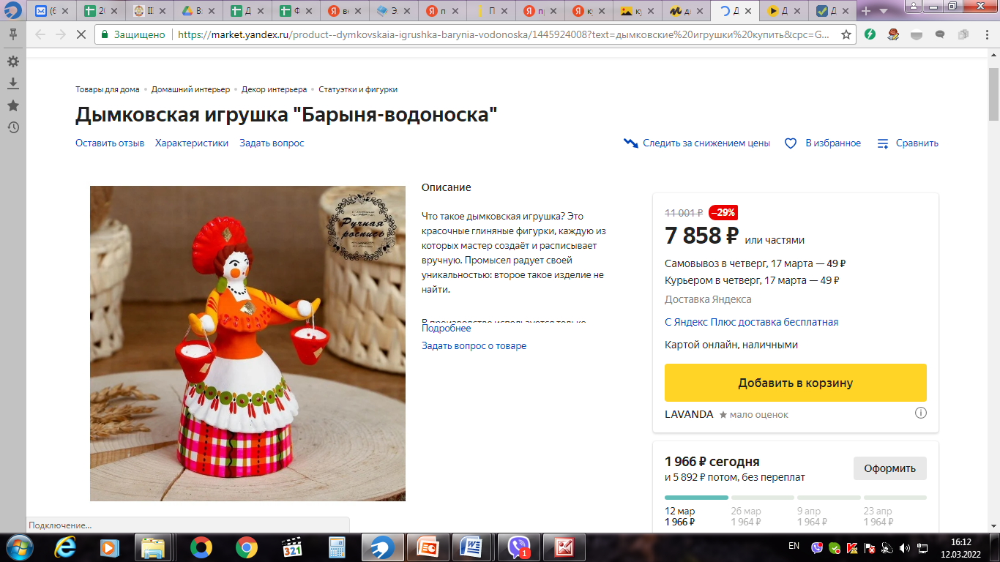 Защищено
https://market.yandex.ru/product--dymkovskaia-igrushka-barynia-vodonoska/1445924008?text=дымковские%20игрушки%20купить&cpc=G...
Товары для дома
Домашний интерьер
Декор интерьера
Статуэтки и фигурки
Дымковская игрушка "Барыня-водоноска"
Оставить отзыв
Характеристики
Задать вопрос
Следить за снижением цены
В избранное
Сравнить
Ручная
роспись
Описание
Что такое дымковская игрушка? Это
красочные глиняные фигурки, каждую из
которых мастер создаёт и расписывает
вручную. Промысел радует своей
уникальностью: второе такое изделие не
найти.
В производстве используется только
Подробнее
Задать вопрос о товаре
11 001 ₽ –29%
7 858 ₽ или частями
Самовывоз в четверг, 17 марта — 49 ₽
Курьером в четверг, 17 марта — 49 ₽
Доставка Яндекса
С Яндекс Плюс доставка бесплатная
Картой онлайн, наличными
Добавить в корзину
LAVANDA ★ мало оценок
1 966 ₽ сегодня
и 5 892 ₽ потом, без переплат
Оформить
12 мар 26 мар 9 апр 23 апр
1 966 ₽ 1 964 ₽ 1 964 ₽ 1 964 ₽
Подключение...
321
1
EN
16:12
12.03.2022